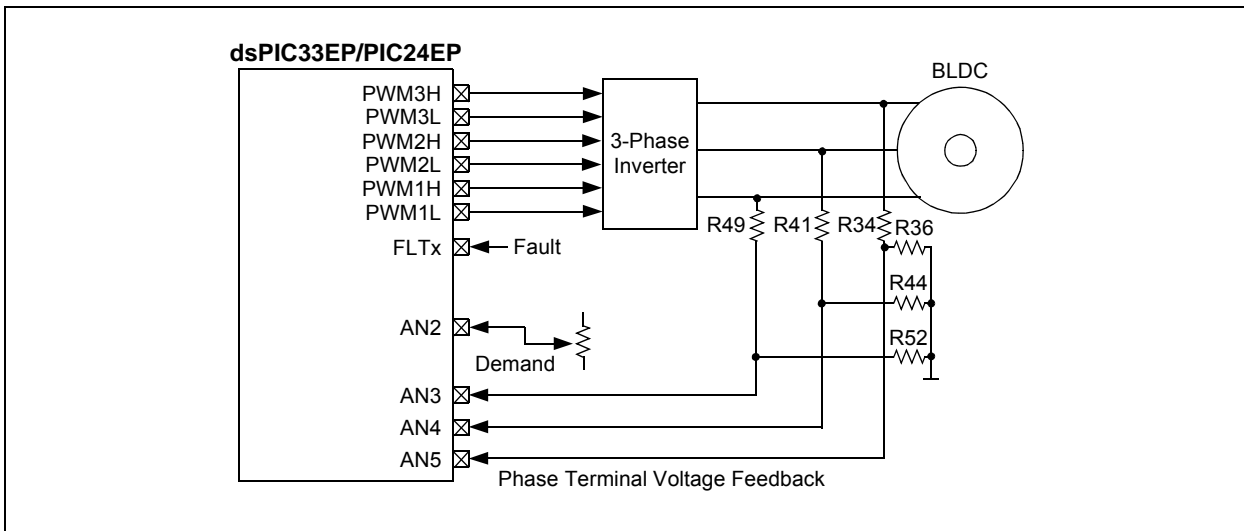 dsPIC33EP/PIC24EP
BLDC
PWM3H
PWM3L
PWM2H
PWM2L
PWM1H
PWM1L
3-Phase
Inverter
R49
R41
R34
R36
FLTx
Fault
R44
AN2
Demand
R52
AN3
AN4
AN5
Phase Terminal Voltage Feedback